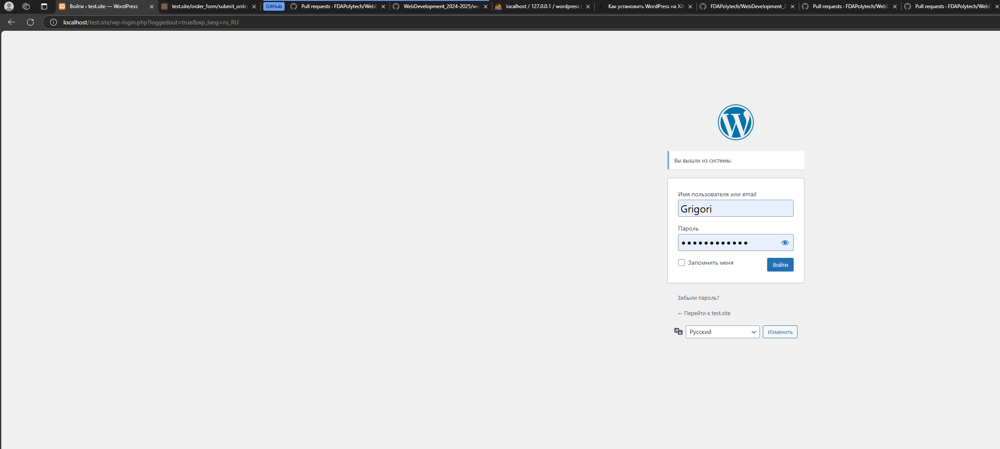 Войти ‹ test.site — WordPress
test.site/order_form/submit_orde
GitHub
Pull requests · FDAPolytech/WebD
WebDevelopment_2024-2025/wo
localhost / 127.0.0.1 / wordpress |
Как установить WordPress на XA
FDAPolytech/WebDevelopment_2
Pull requests · FDAPolytech/WebD
Pull requests · FDAPolytech/WebD
localhost/test.site/wp-login.php?loggedout=true&wp_lang=ru_RU
Вы вышли из системы.
Имя пользователя или email
Grigori
Пароль
Запомнить меня
Войти
Забыли пароль?
← Перейти к test.site
Русский
Изменить